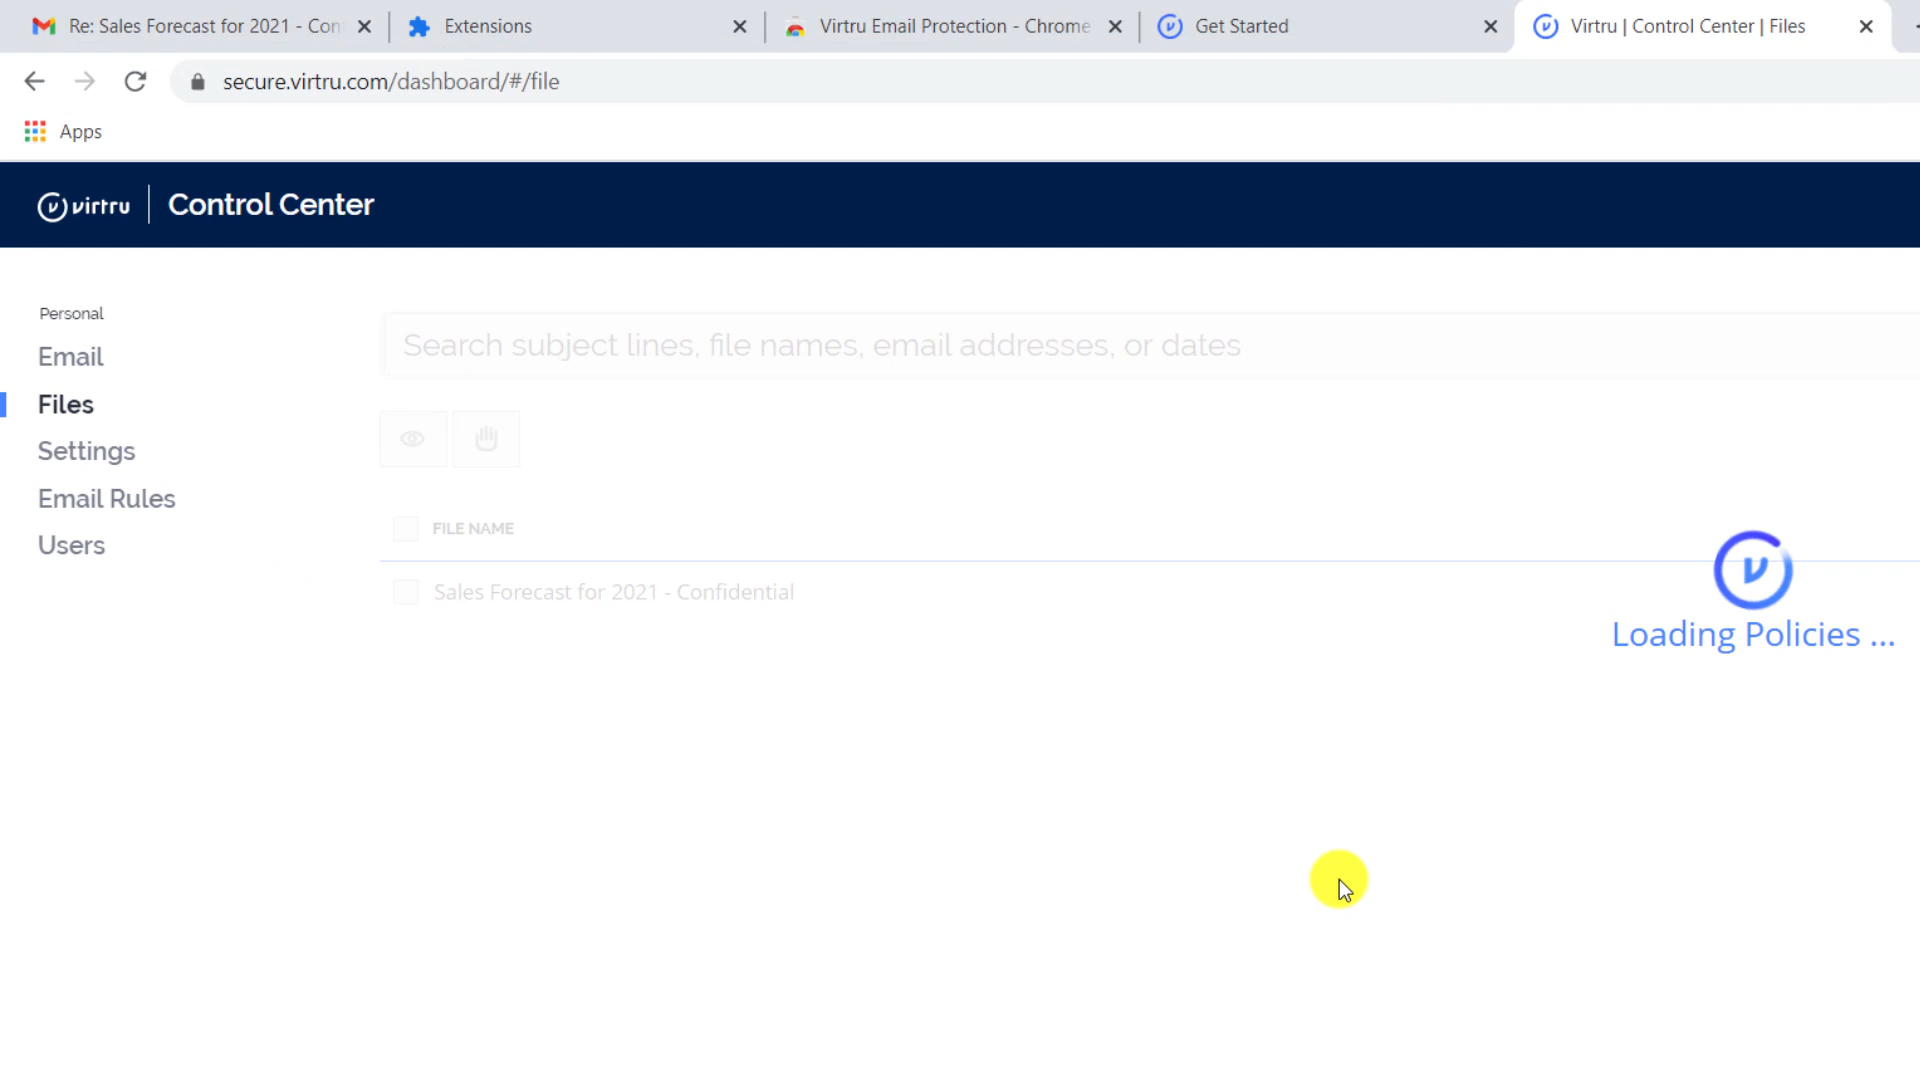 Re: Sales Forecast for 2021 - Con
Extensions
Virtru Email Protection - Chrome
Get Started
Virtru | Control Center | Files
secure.virtru.com/dashboard/#/file
Apps
virtru
Control Center
Personal
Email
Files
Settings
Email Rules
Users
Search subject lines, file names, email addresses, or dates
FILE NAME
Sales Forecast for 2021 - Confidential
Loading Policies ...